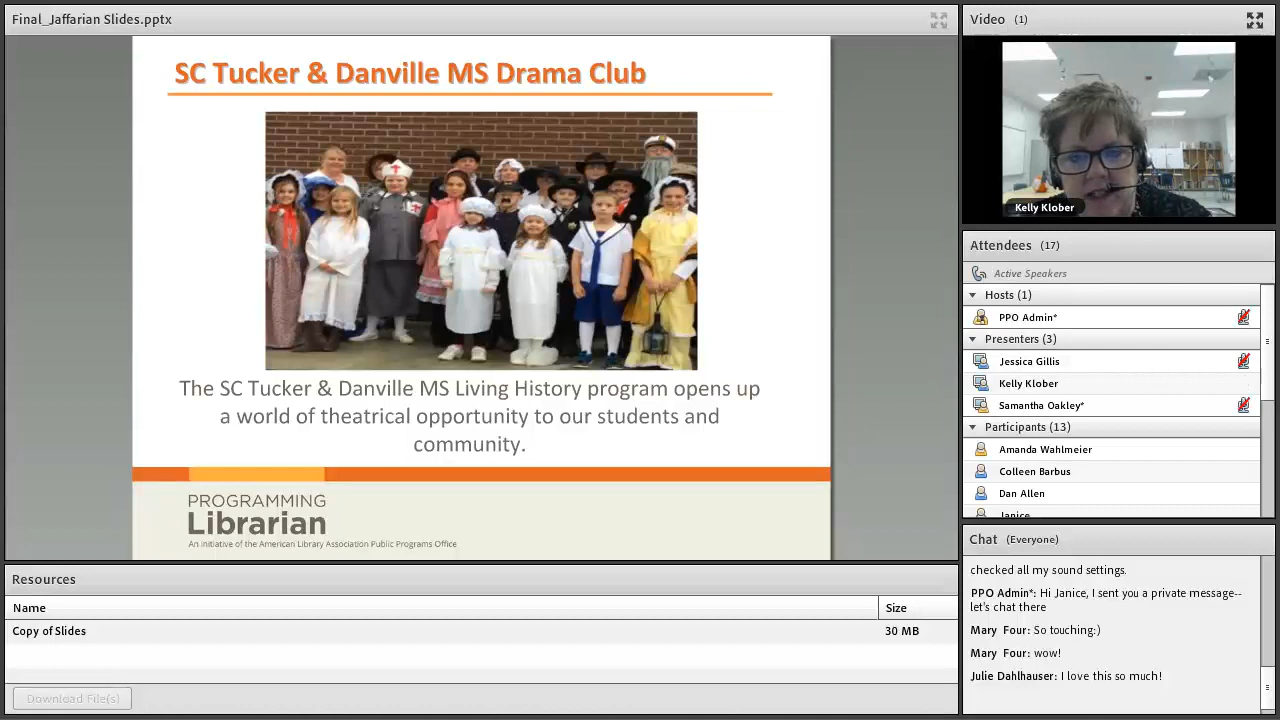 Final_Jaffarian Slides.pptx
SC Tucker & Danville MS Drama Club
The SC Tucker & Danville MS Living History program opens up
a world of theatrical opportunity to our students and
community.
PROGRAMMING
Librarian
An initiative of the American Library Association Public Programs Office
Resources
Name Size
Copy of Slides 30 MB
Download File(s)
Video (1)
Kelly Klober
Attendees (17)
Active Speakers
Hosts (1)
PPO Admin*
Presenters (3)
Jessica Gillis
Kelly Klober
Samantha Oakley*
Participants (13)
Amanda Wahlmeier
Colleen Barbus
Dan Allen
Janice
Chat (Everyone)
checked all my sound settings.
PPO Admin*: Hi Janice, I sent you a private message--
let's chat there
Mary Four: So touching:)
Mary Four: wow!
Julie Dahlhauser: I love this so much!